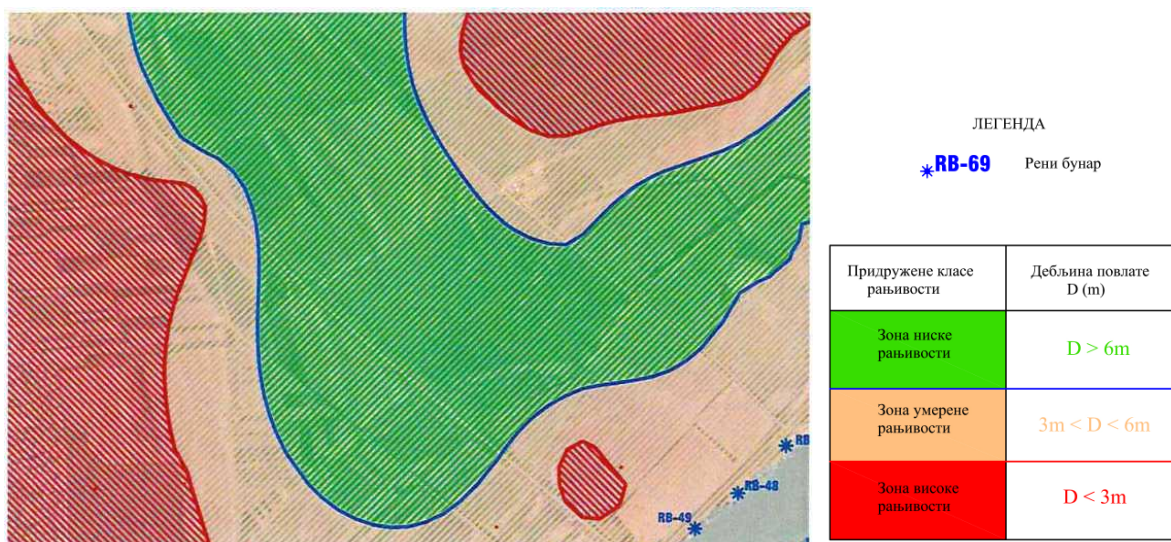 ЛЕГЕНДА
RB-69 Рени бунар
Придружене класе
рањивости
Дебљина повлате
D (m)
Зона ниске
рањивости
D > 6m
Зона умерене
рањивости
3m < D < 6m
Зона високе
рањивости
D < 3m
RB
RB-48
RB-49